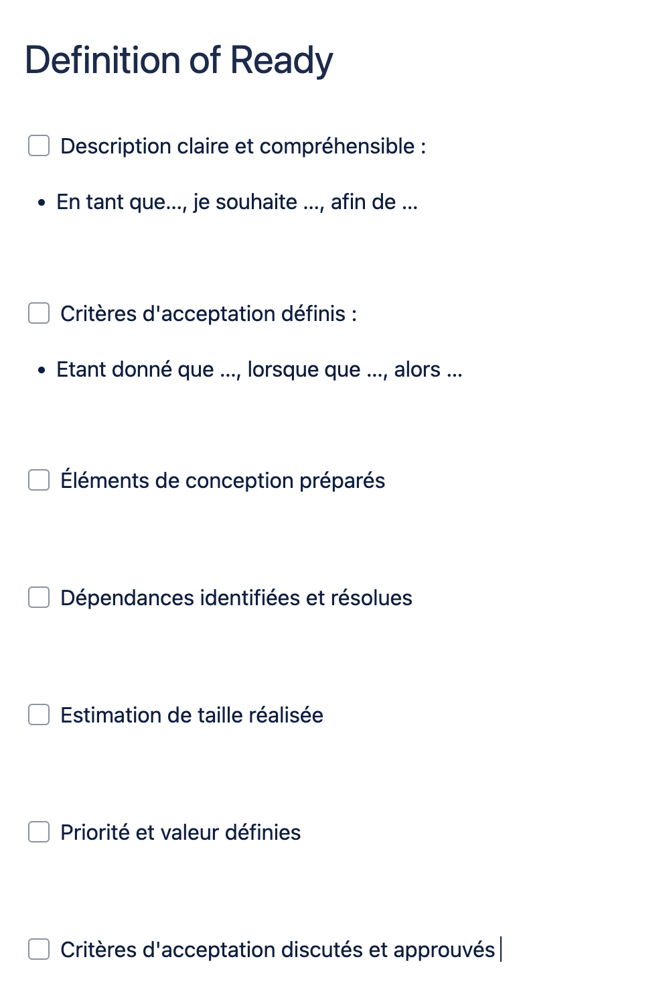 Definition of Ready
Description claire et compréhensible :
• En tant que..., je souhaite ..., afin de ...
Critères d'acceptation définis :
• Etant donné que ..., lorsque que ..., alors ...
Éléments de conception préparés
Dépendances identifiées et résolues
Estimation de taille réalisée
Priorité et valeur définies
Critères d'acceptation discutés et approuvés